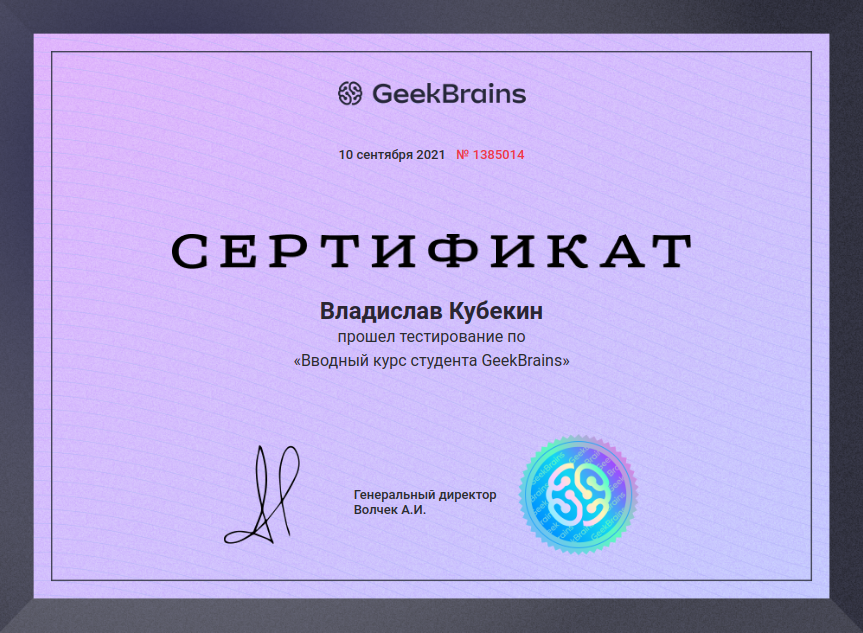 GeekBrains
10 сентября 2021 № 1385014
СЕРТИФИКАТ
Владислав Кубекин
прошел тестирование по
«Вводный курс студента GeekBrains»
Генеральный директор
Волчек А.И.